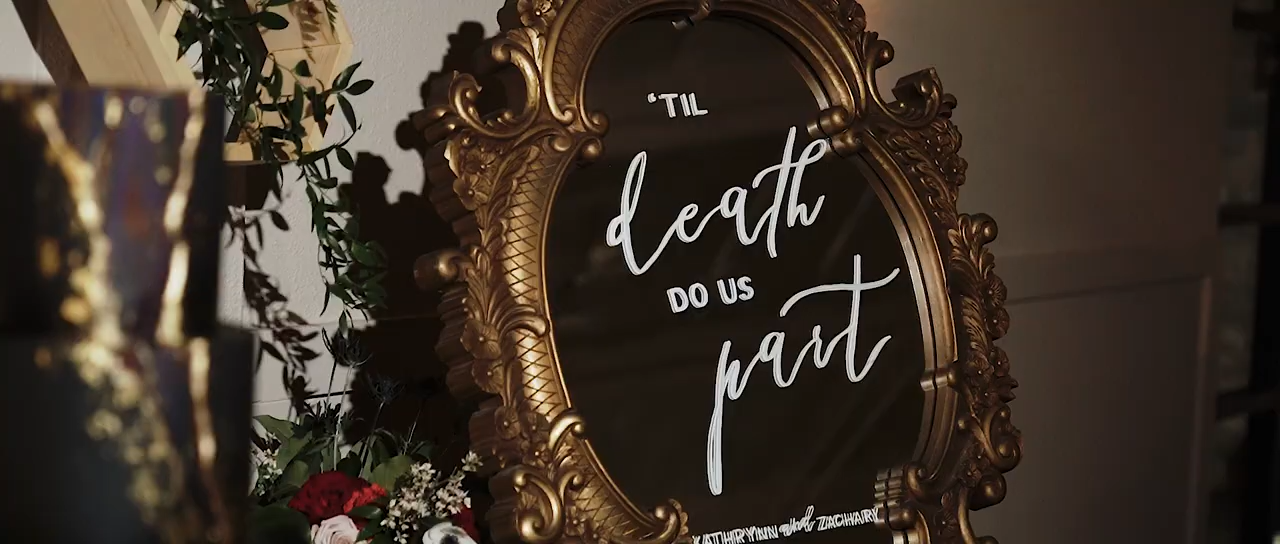 ‘TIL
death
DO US
part
KATHRYNN and ZACHARY